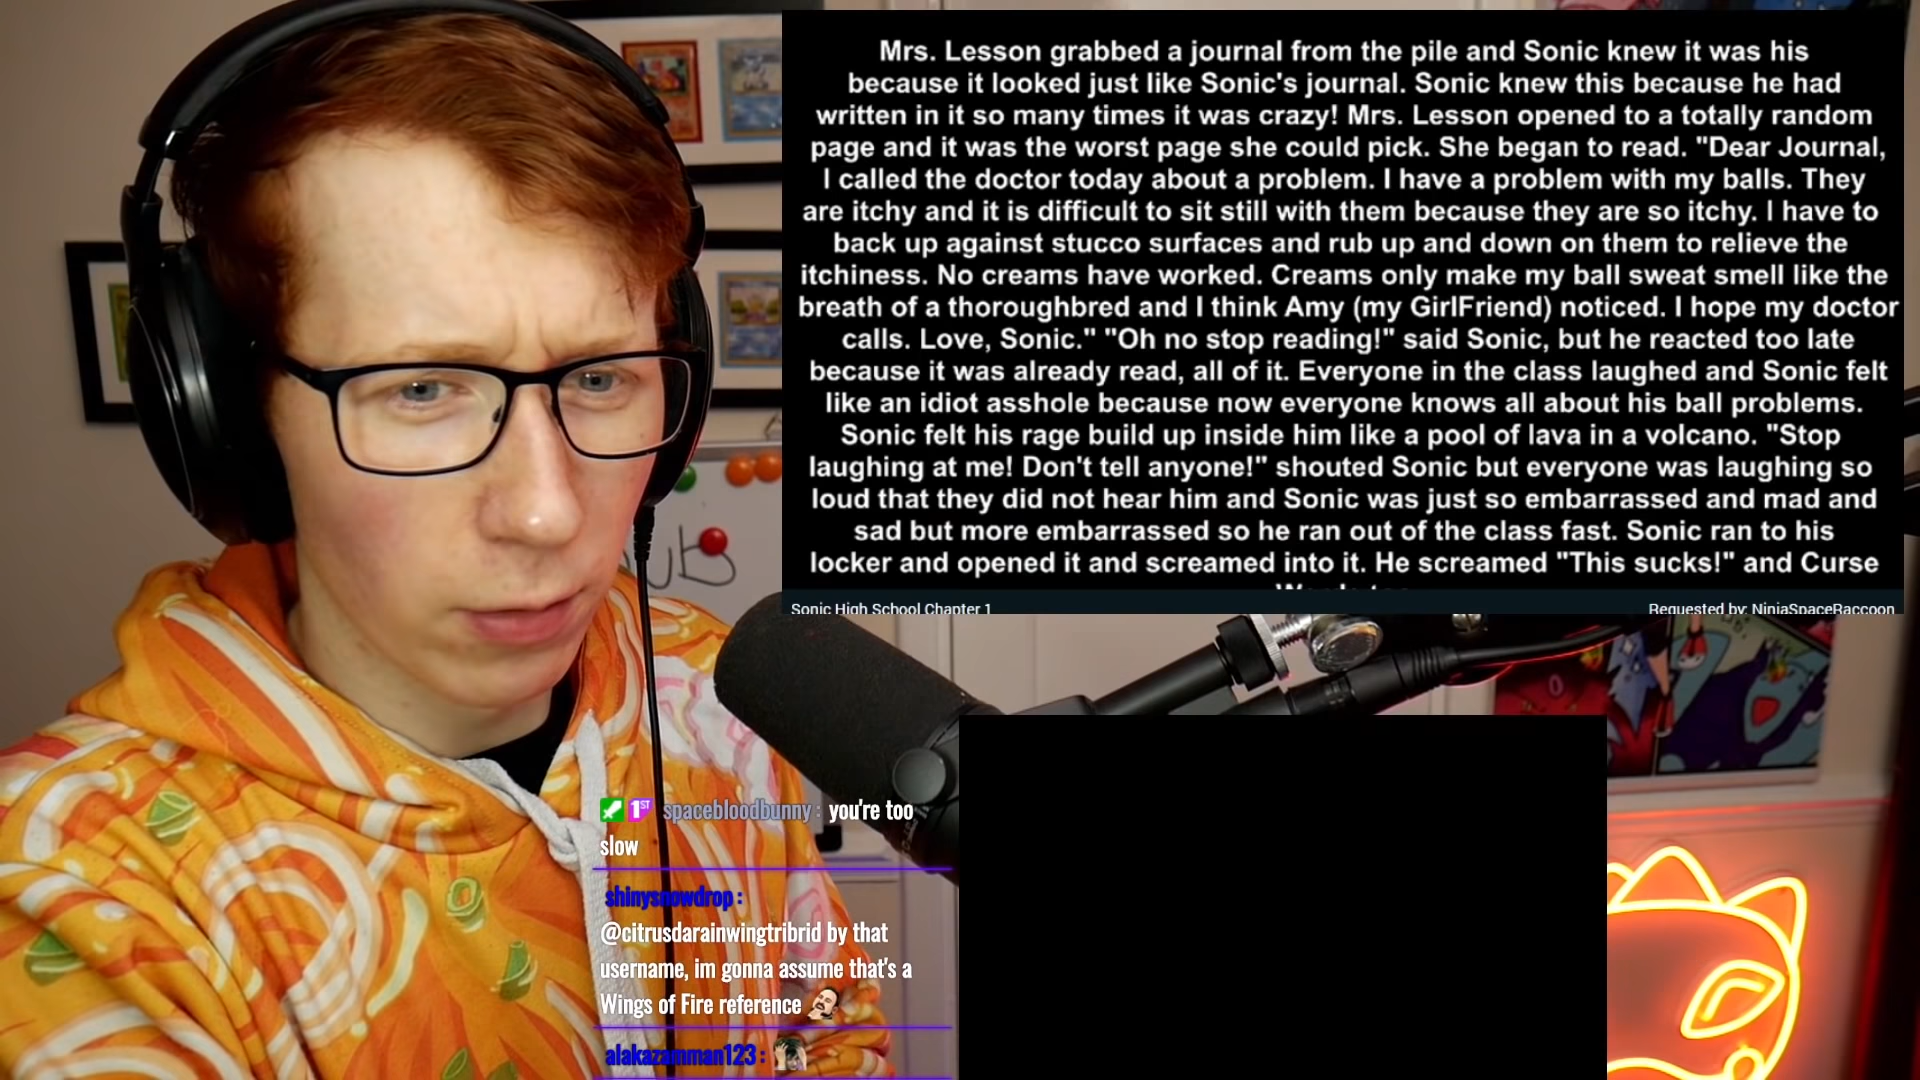 Mrs. Lesson grabbed a journal from the pile and Sonic knew it was his
because it looked just like Sonic's journal. Sonic knew this because he had
written in it so many times it was crazy! Mrs. Lesson opened to a totally random
page and it was the worst page she could pick. She began to read. "Dear Journal,
I called the doctor today about a problem. I have a problem with my balls. They
are itchy and it is difficult to sit still with them because they are so itchy. I have to
back up against stucco surfaces and rub up and down on them to relieve the
itchiness. No creams have worked. Creams only make my ball sweat smell like the
breath of a thoroughbred and I think Amy (my GirlFriend) noticed. I hope my doctor
calls. Love, Sonic." "Oh no stop reading!" said Sonic, but he reacted too late
because it was already read, all of it. Everyone in the class laughed and Sonic felt
like an idiot asshole because now everyone knows all about his ball problems.
Sonic felt his rage build up inside him like a pool of lava in a volcano. "Stop
laughing at me! Don't tell anyone!" shouted Sonic but everyone was laughing so
loud that they did not hear him and Sonic was just so embarrassed and mad and
sad but more embarrassed so he ran out of the class fast. Sonic ran to his
locker and opened it and screamed into it. He screamed "This sucks!" and Curse
Sonic High School Chapter 1
Requested by: NinjaSpaceRaccoon
1ST spacebloodbunny: you're too
slow
shinysnowdrop:
@citrusdarainwingtribrid by that
username, im gonna assume that's a
Wings of Fire reference
alakazamman123: